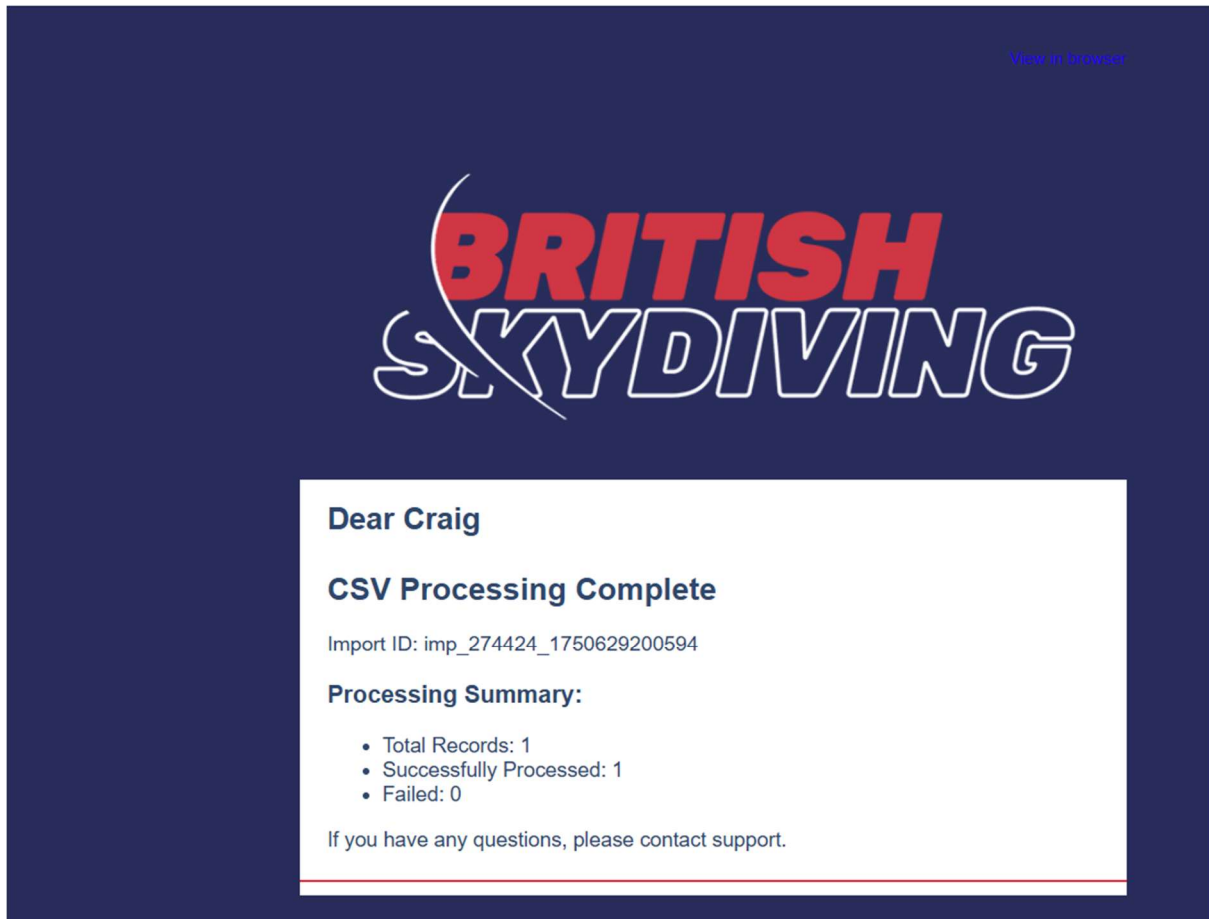 View in browser
BRITISH
SKYDIVING
Dear Craig
CSV Processing Complete
Import ID: imp_274424_1750629200594
Processing Summary:
• Total Records: 1
• Successfully Processed: 1
• Failed: 0
If you have any questions, please contact support.